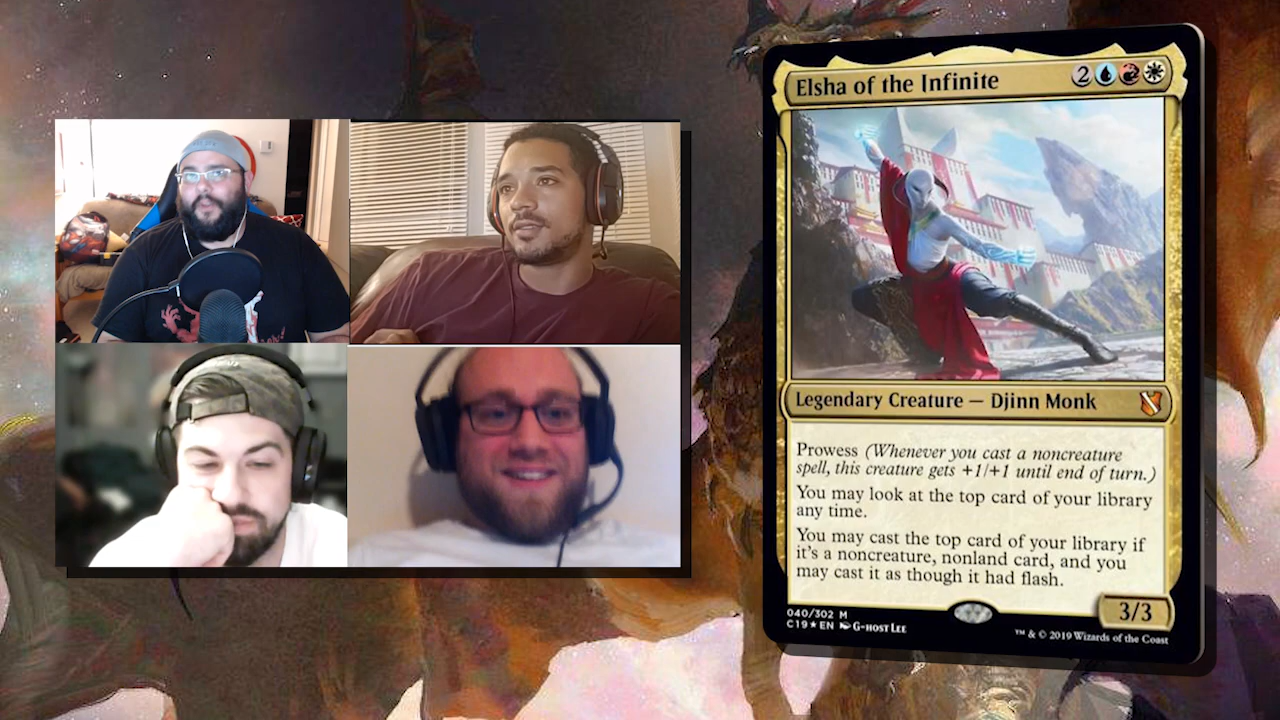 Elsha of the Infinite
2
Legendary Creature — Djinn Monk
Prowess (Whenever you cast a noncreature
spell, this creature gets +1/+1 until end of turn.)
You may look at the top card of your library
any time.
You may cast the top card of your library if
it's a noncreature, nonland card, and you
may cast it as though it had flash.
3/3
040/302 M
C19★EN G-host Lee
™ & © 2019 Wizards of the Coast